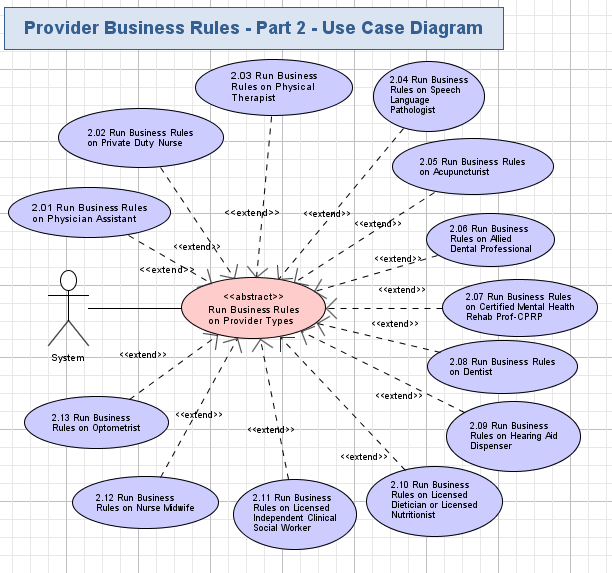 Provider Business Rules - Part 2 - Use Case Diagram
2.03 Run Business
Rules on Physical
Therapist
2.04 Run Business
Rules on Speech
Language
Pathologist
2.02 Run Business Rules
on Private Duty Nurse
2.05 Run Business Rules
on Acupuncturist
2.01 Run Business Rules
on Physician Assistant
<<extend>>
<<extend>>
<<extend>>
2.06 Run Business
Rules on Allied
Dental Professional
<<extend>>
<<extend>>
<<extend>>
<<extend>>
<<abstract>>
Run Business Rules
on Provider Types
2.07 Run Business Rules
on Certified Mental Health
Rehab Prof-CPRP
System
<<extend>>
<<extend>>
<<extend>>
2.08 Run Business Rules
on Dentist
2.13 Run Business
Rules on Optometrist
<<extend>>
<<extend>>
<<extend>>
2.09 Run Business
Rules on Hearing Aid
Dispenser
<<extend>>
2.12 Run Business
Rules on Nurse Midwife
2.11 Run Business
Rules on Licensed
Independent Clinical
Social Worker
2.10 Run Business
Rules on Licensed
Dietician or Licensed
Nutritionist